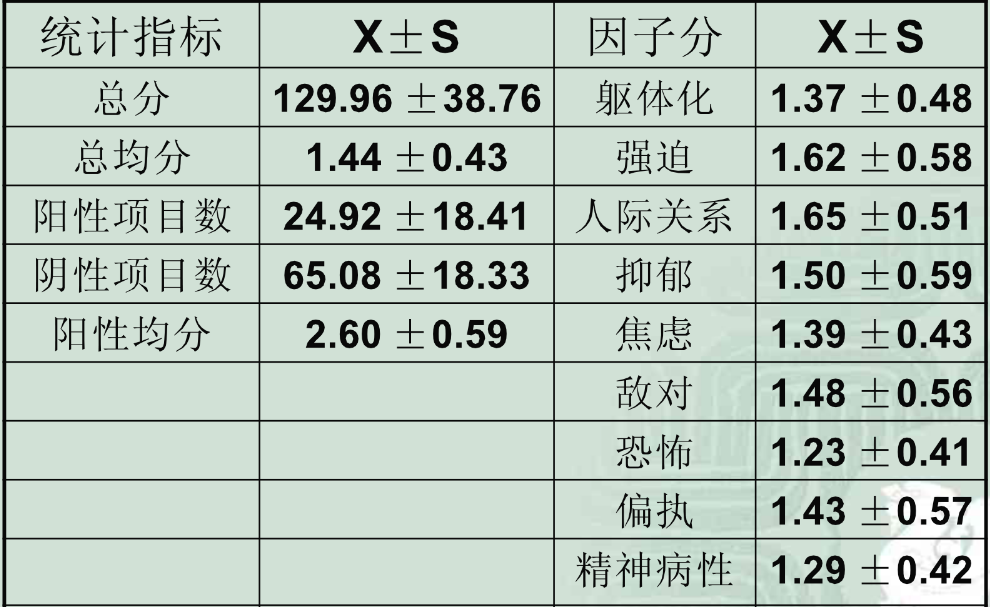 统计指标 X±S 因子分 X±S
总分 129.96 ±38.76 躯体化 1.37 ±0.48
总均分 1.44 ±0.43 强迫 1.62 ±0.58
阳性项目数 24.92 ±18.41 人际关系 1.65 ±0.51
阴性项目数 65.08 ±18.33 抑郁 1.50 ±0.59
阳性均分 2.60 ±0.59 焦虑 1.39 ±0.43
敌对 1.48 ±0.56
恐怖 1.23 ±0.41
偏执 1.43 ±0.57
精神病性 1.29 ±0.42